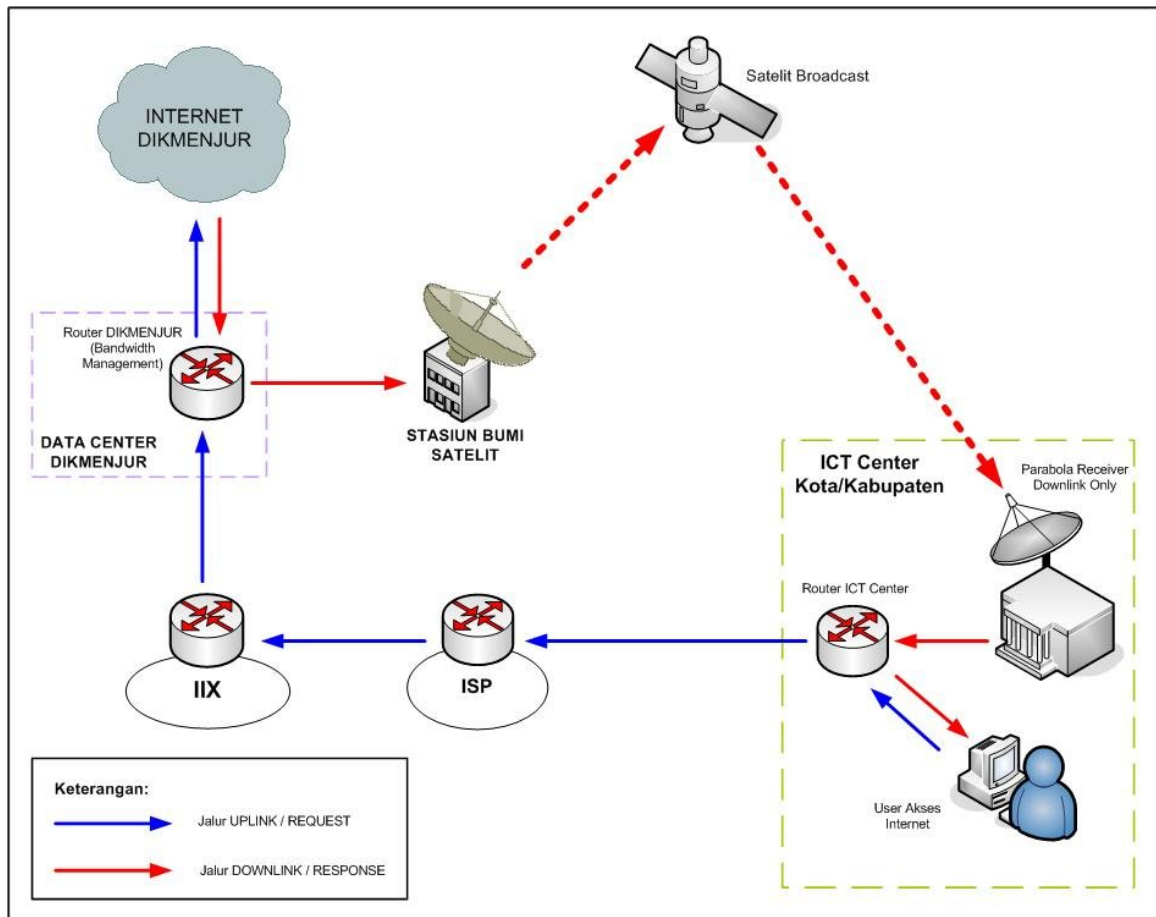 INTERNET
DIKMENJUR
Satelit Broadcast
Router DIKMENJUR
(Bandwidth
Management)
DATA CENTER
DIKMENJUR
STASIUN BUMI
SATELIT
ICT Center
Kota/Kabupaten
Parabola Receiver
Downlink Only
Router ICT Center
IIX
ISP
User Akses
Internet
Keterangan:
Jalur UPLINK / REQUEST
Jalur DOWNLINK / RESPONSE